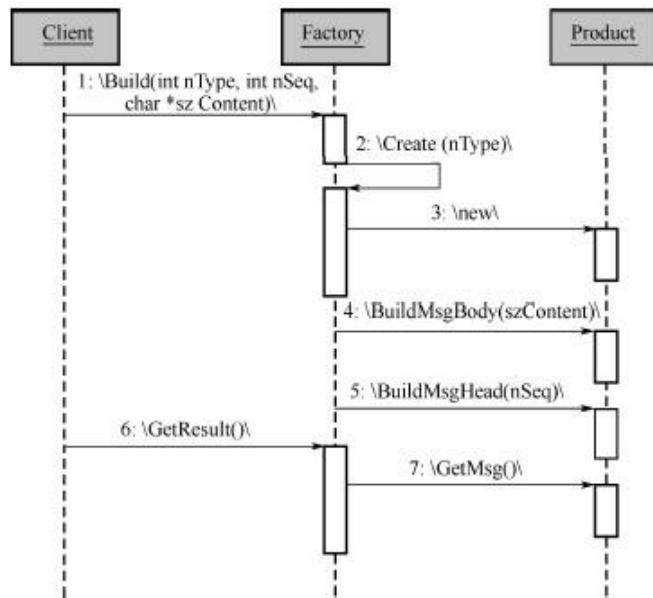 Client
Factory
Product
1: \Build(int nType, int nSeq,
char *sz Content)\
2: \Create (nType)\
3: \new\
4: \BuildMsgBody(szContent)\
5: \BuildMsgHead(nSeq)\
6: \GetResult()\
7: \GetMsg()\